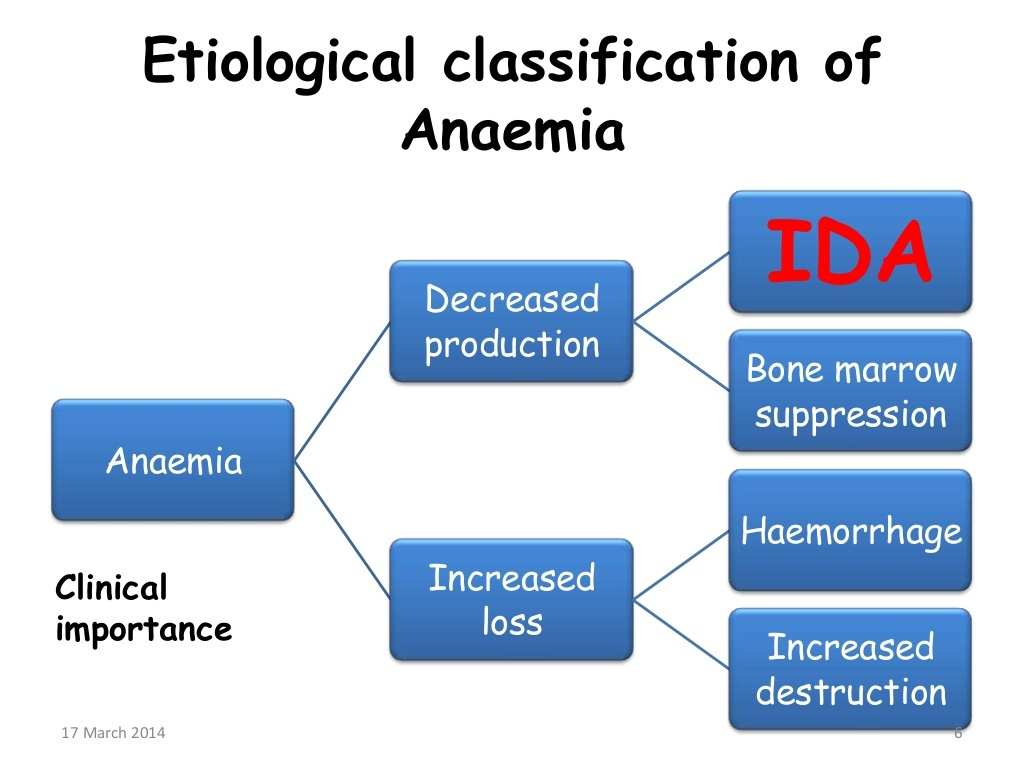 Etiological classification of
Anaemia
Anaemia
Decreased
production
Increased
loss
IDA
Bone marrow
suppression
Haemorrhage
Increased
destruction
Clinical
importance
17 March 2014
6